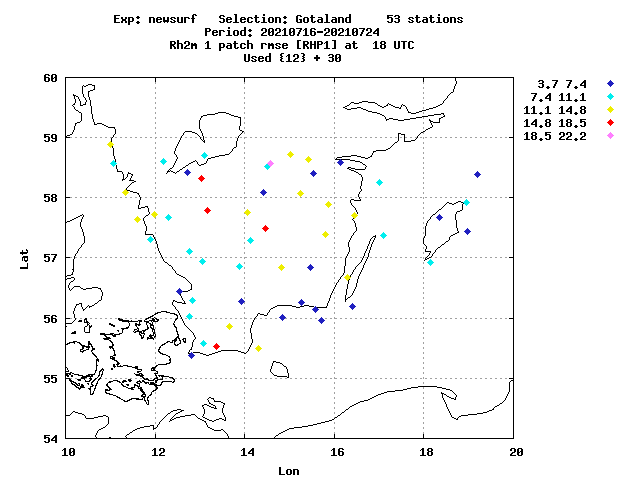 Exp: newsurf   Selection: Gotaland     53 stations
Period: 20210716-20210724
Rh2m 1 patch rmse [RHP1] at  18 UTC
Used {12} + 30
3.7 7.4
7.4 11.1
11.1 14.8
14.8 18.5
18.5 22.2
60
59
58
57
56
55
54
Lat
10 12 14 16 18 20
Lon